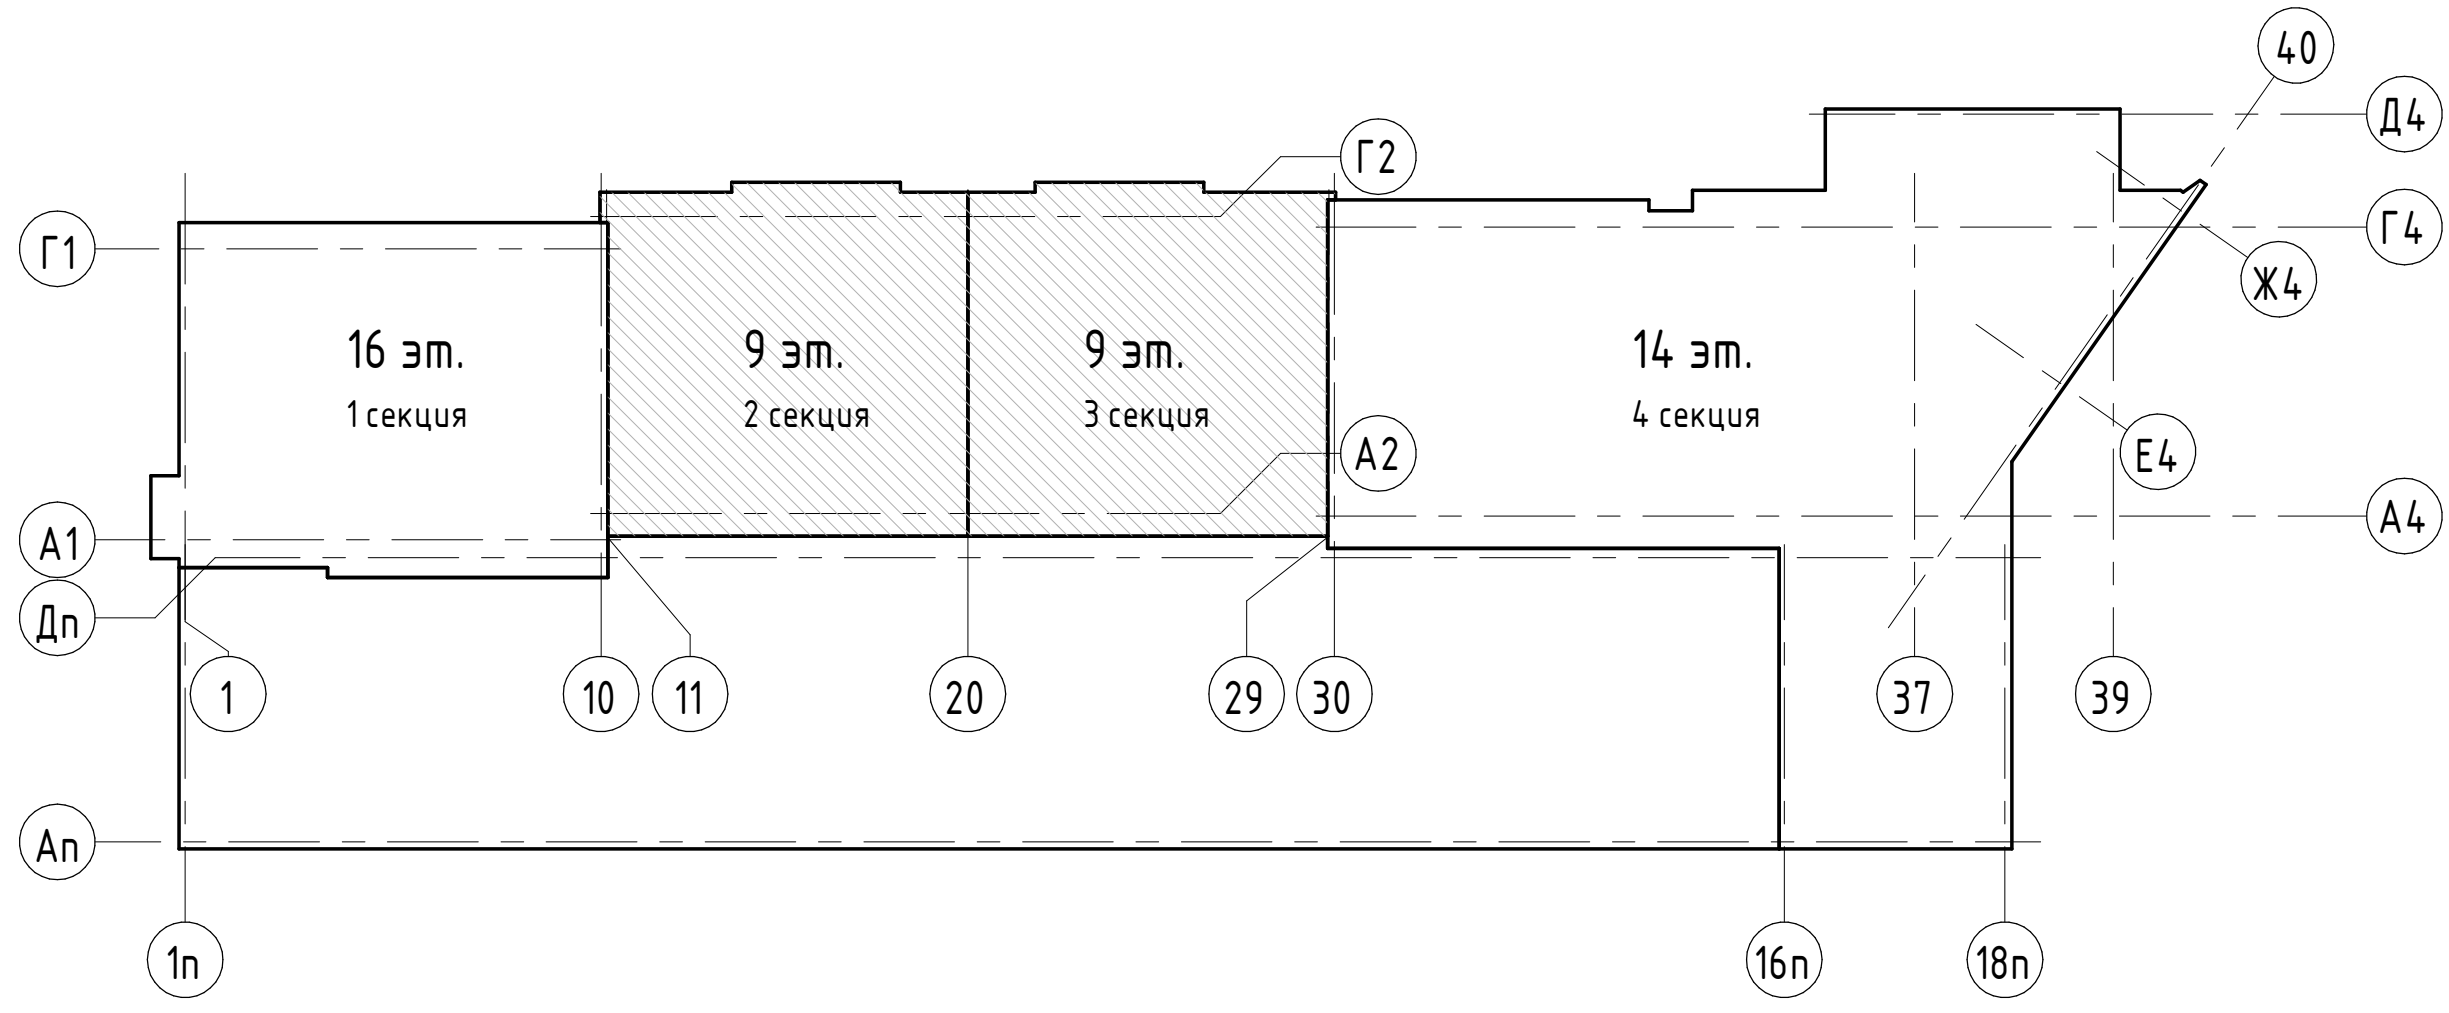 40
Д4
Г2
Г1
Г4
Ж4
16 эт.
1 секция
9 эт.
2 секция
9 эт.
3 секция
14 эт.
4 секция
А2
Е4
А1
А4
Дп
1
10
11
20
29
30
37
39
Ап
1п
16п
18п